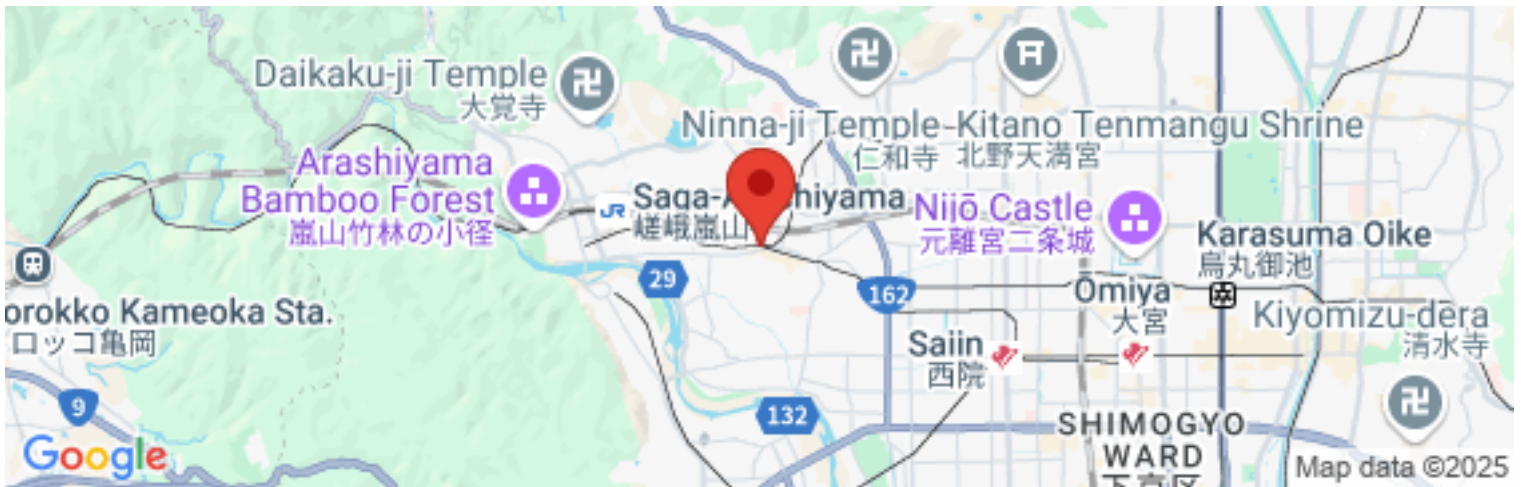 Daikaku-ji Temple
大覚寺
Ninna-ji Temple
仁和寺
Kitano Tenmangu Shrine
北野天満宮
Arashiyama
Bamboo Forest
嵐山竹林の小径
JR
嵯峨嵐山
Nijō Castle
元離宮二条城
Karasuma Oike
烏丸御池
29
162
Ōmiya
大宮
orokko Kameoka Sta.
ロッコ亀岡
Kiyomizu-dera
清水寺
Saiin
西院
9
132
SHIMOGYO
WARD
Google
Map data ©2025